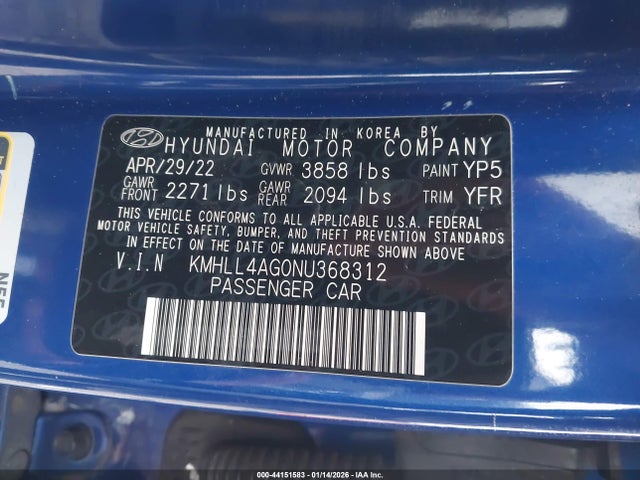 MANUFACTURED IN KOREA BY
HYUNDAI MOTOR COMPANY
APR/29/22 GVWR 3858 lbs PAINT YP5
GAWR FRONT 2271 lbs GAWR REAR 2094 lbs TRIM YFR
THIS VEHICLE CONFORMS TO ALL APPLICABLE U.S.A. FEDERAL
MOTOR VEHICLE SAFETY, BUMPER, AND THEFT PREVENTION STANDARDS
IN EFFECT ON THE DATE OF MANUFACTURE SHOWN ABOVE
V.I.N KMHLL4AG0NU368312
PASSENGER CAR
000-44151583 - 01/14/2026 - IAA Inc.